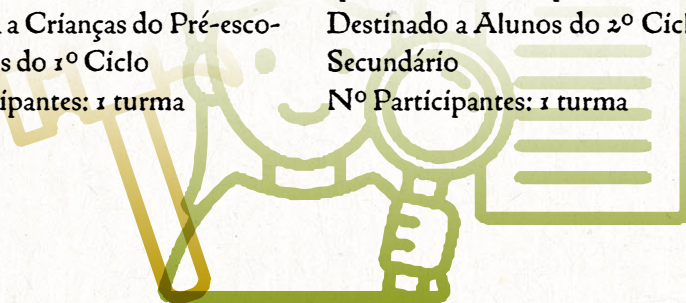 a Crianças do Pré-esco-
s do 1º Ciclo
ipantes: 1 turma
Destinado a Alunos do 2º Cicl
Secundário
Nº Participantes: 1 turma